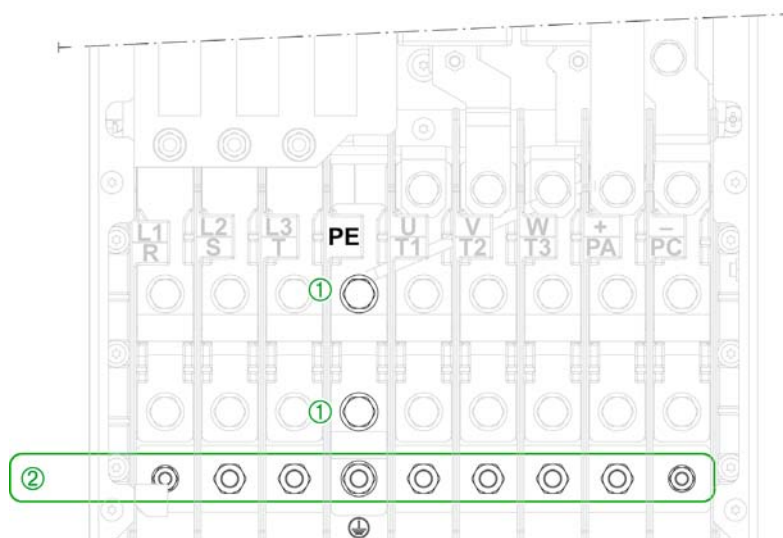 L1 L2 L3 PE U V W + –
R S T T1 T2 T3 PA PC
①
①
②